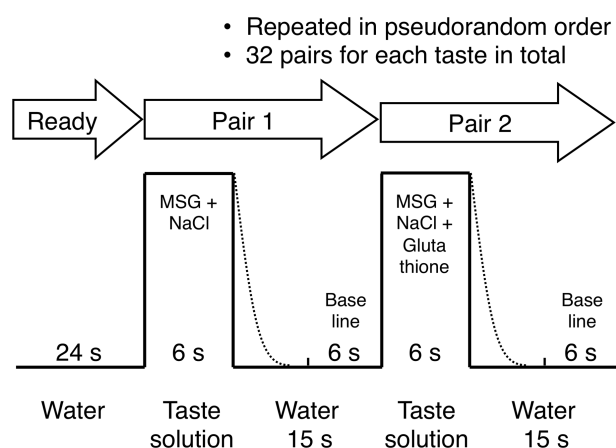 • Repeated in pseudorandom order
• 32 pairs for each taste in total
Ready
Pair 1
Pair 2
MSG +
NaCl
MSG +
NaCl +
Gluta
thione
Base
line
Base
line
24 s
6 s
6 s
6 s
6 s
Water
Taste
solution
Water
15 s
Taste
solution
Water
15 s